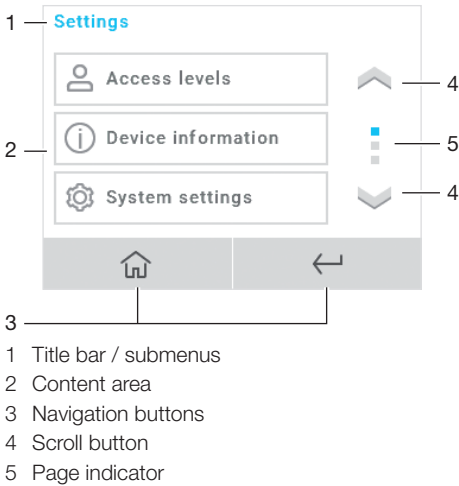 1 Settings
Access levels 4
Device information 5
2
System settings 4
3
1 Title bar / submenus
2 Content area
3 Navigation buttons
4 Scroll button
5 Page indicator